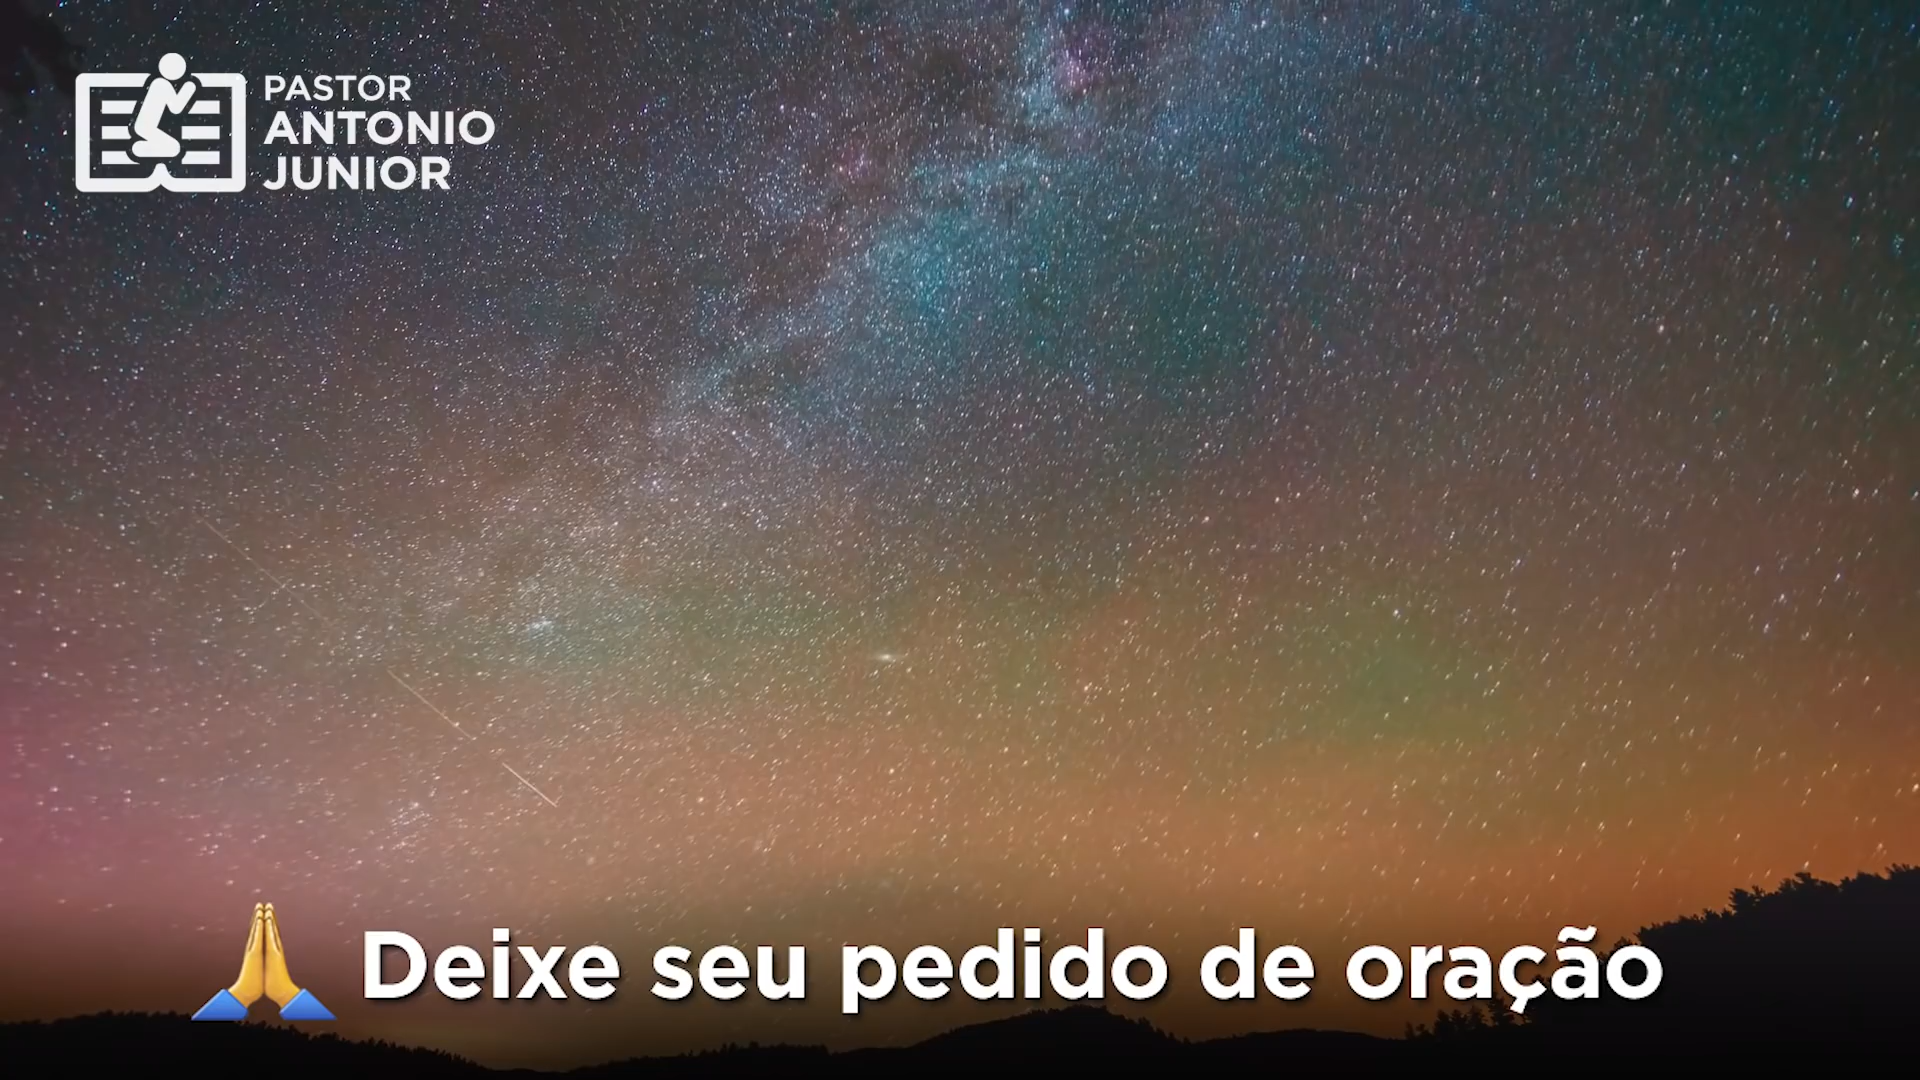 PASTOR
ANTONIO
JUNIOR
🙏 Deixe seu pedido de oração